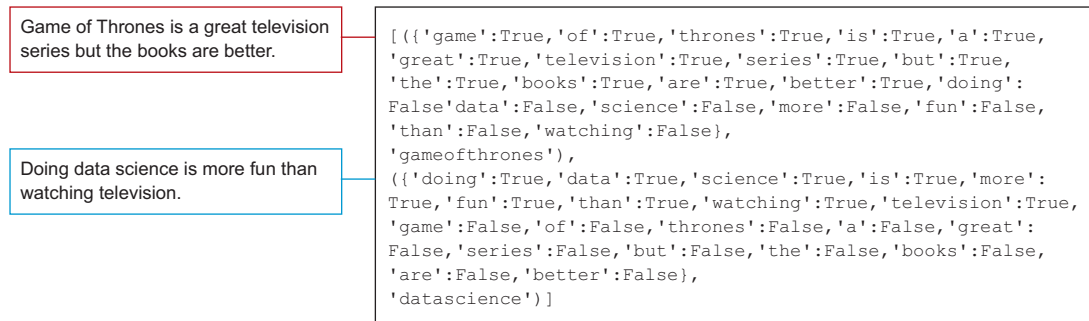 Game of Thrones is a great television
series but the books are better.
Doing data science is more fun than
watching television.
[({'game':True,'of':True,'thrones':True,'is':True,'a':True,
'great':True,'television':True,'series':True,'but':True,
'the':True,'books':True,'are':True,'better':True,'doing':
False'data':False,'science':False,'more':False,'fun':False,
'than':False,'watching':False},
'gameofthrones'),
({'doing':True,'data':True,'science':True,'is':True,'more':
True,'fun':True,'than':True,'watching':True,'television':True,
'game':False,'of':False,'thrones':False,'a':False,'great':
False,'series':False,'but':False,'the':False,'books':False,
'are':False,'better':False},
'datascience')]